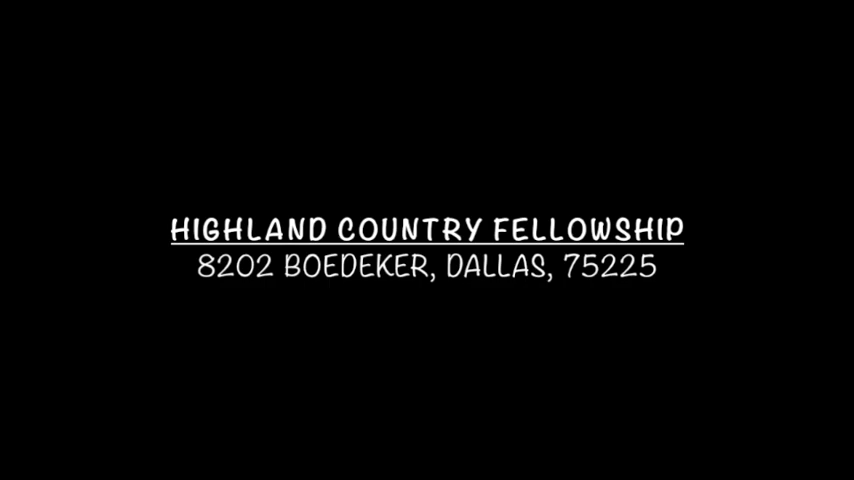 HIGHLAND COUNTRY FELLOWSHIP
8202 BOEDEKER, DALLAS, 75225